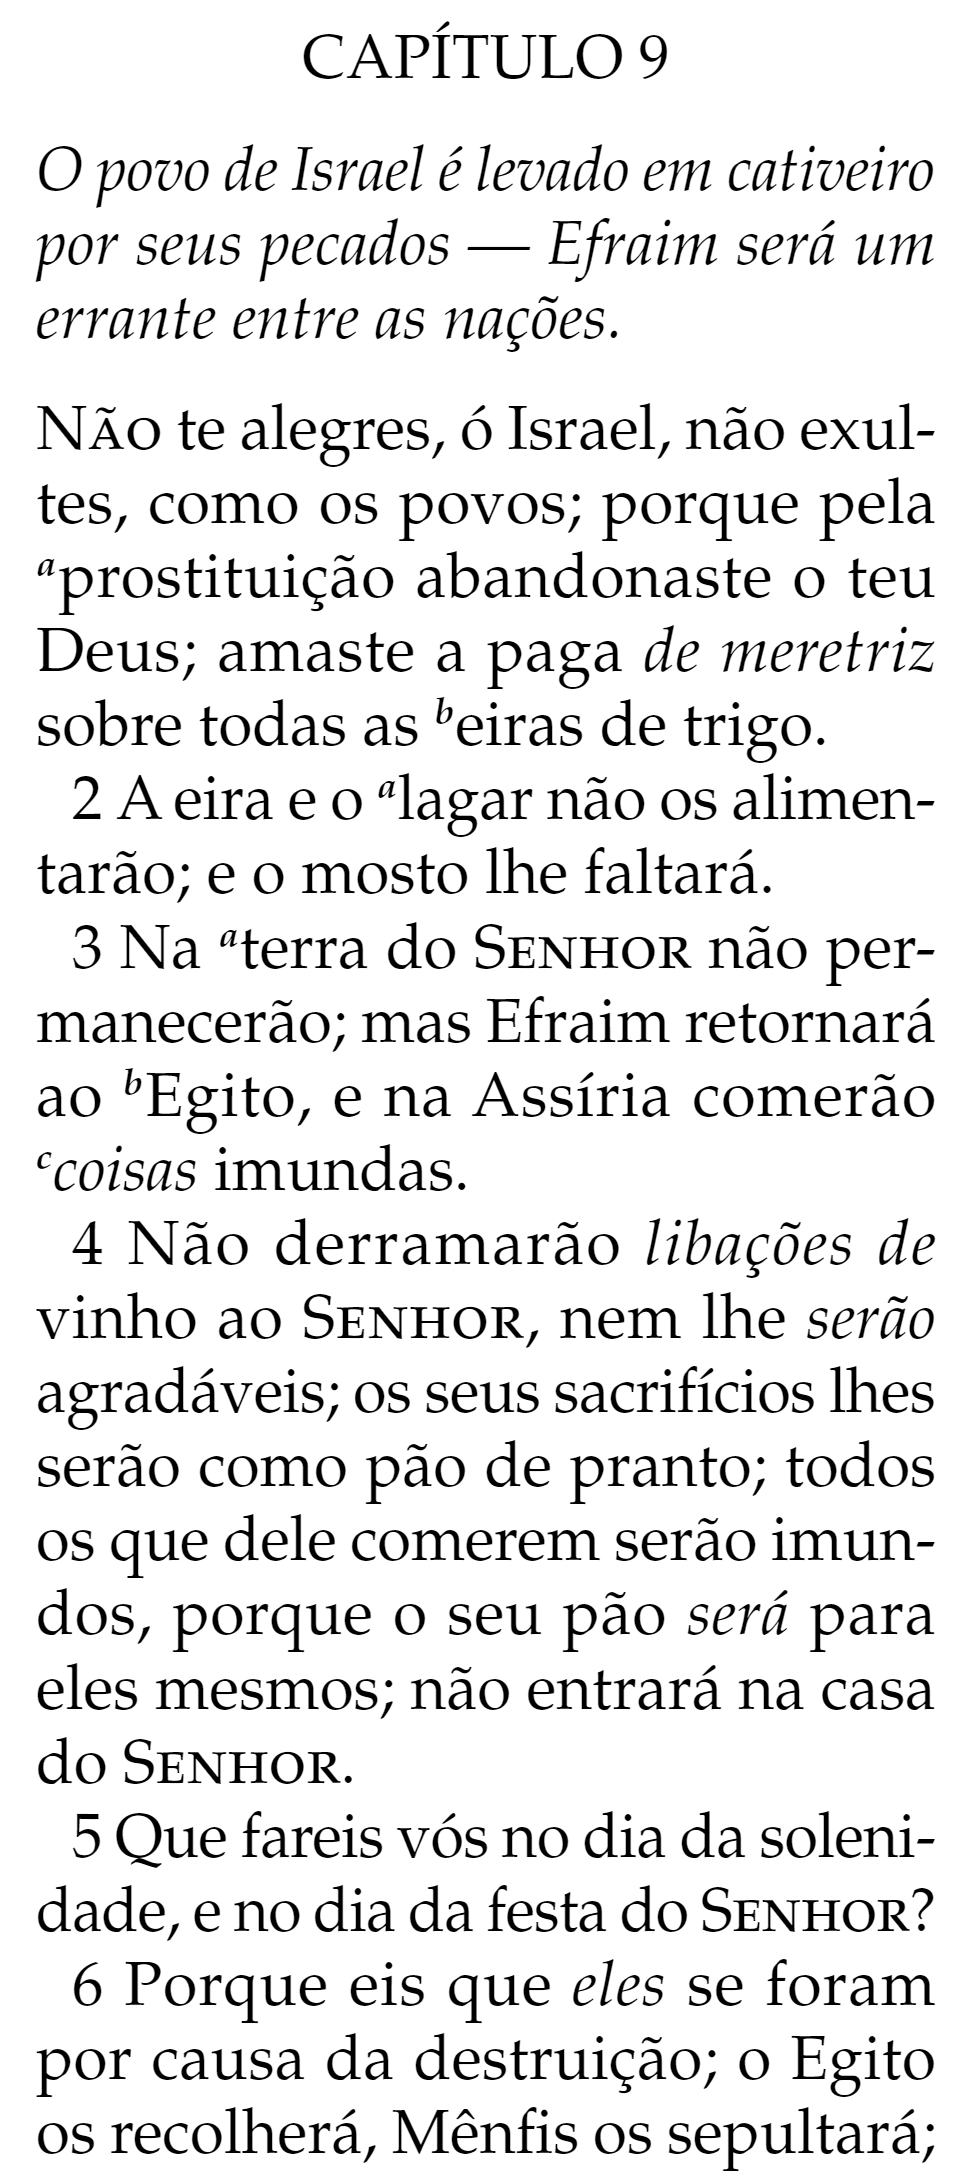 CAPÍTULO 9
O povo de Israel é levado em cativeiro
por seus pecados — Efraim será um
errante entre as nações.
NÃO te alegres, ó Israel, não exul-
tes, como os povos; porque pela
aprostituição abandonaste o teu
Deus; amaste a paga de meretriz
sobre todas as beiras de trigo.
2 A eira e o alagar não os alimen-
tarão; e o mosto lhe faltará.
3 Na aterra do SENHOR não per-
manecerão; mas Efraim retornará
ao bEgito, e na Assíria comerão
ccoisas imundas.
4 Não derramarão libações de
vinho ao SENHOR, nem lhe serão
agradáveis; os seus sacrifícios lhes
serão como pão de pranto; todos
os que dele comerem serão imun-
dos, porque o seu pão será para
eles mesmos; não entrará na casa
do SENHOR.
5 Que fareis vós no dia da soleni-
dade, e no dia da festa do SENHOR?
6 Porque eis que eles se foram
por causa da destruição; o Egito
os recolherá, Mênfis os sepultará;